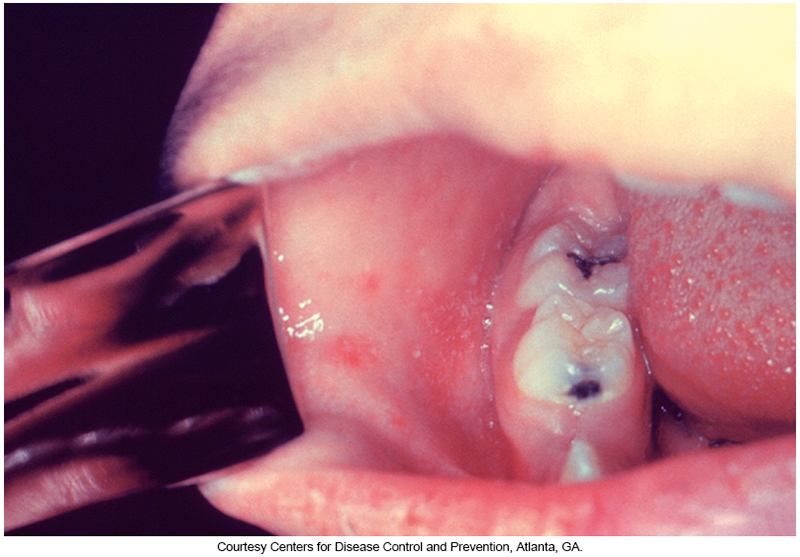 Courtesy Centers for Disease Control and Prevention, Atlanta, GA.